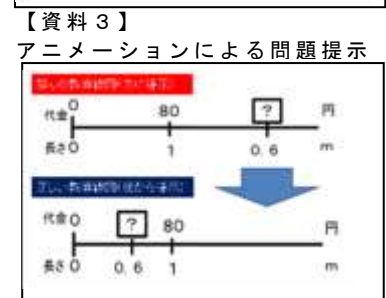 【資料３】
アニメーションによる問題提示
代金 0 80 ? 円
長さ 0 1 0.6 m
代金 0 ? 80 円
長さ 0 0.6 1 m